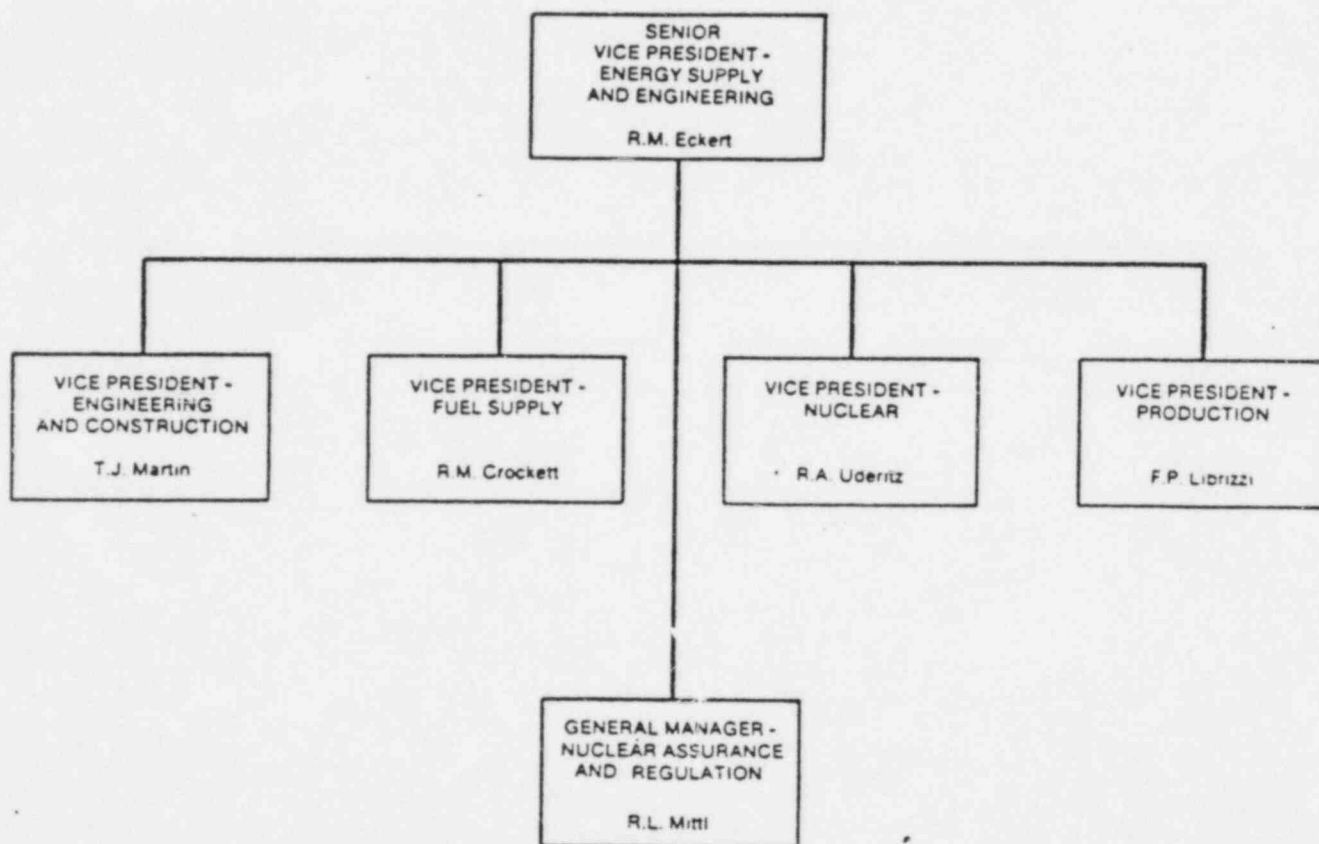 SENIOR
VICE PRESIDENT -
ENERGY SUPPLY
AND ENGINEERING
R.M. Eckert
VICE PRESIDENT -
ENGINEERING
AND CONSTRUCTION
T.J. Martin
VICE PRESIDENT -
FUEL SUPPLY
R.M. Crockett
VICE PRESIDENT -
NUCLEAR
R.A. Uderitz
VICE PRESIDENT -
PRODUCTION
F.P. Librizzi
GENERAL MANAGER -
NUCLEAR ASSURANCE
AND REGULATION
R.L. Mittl